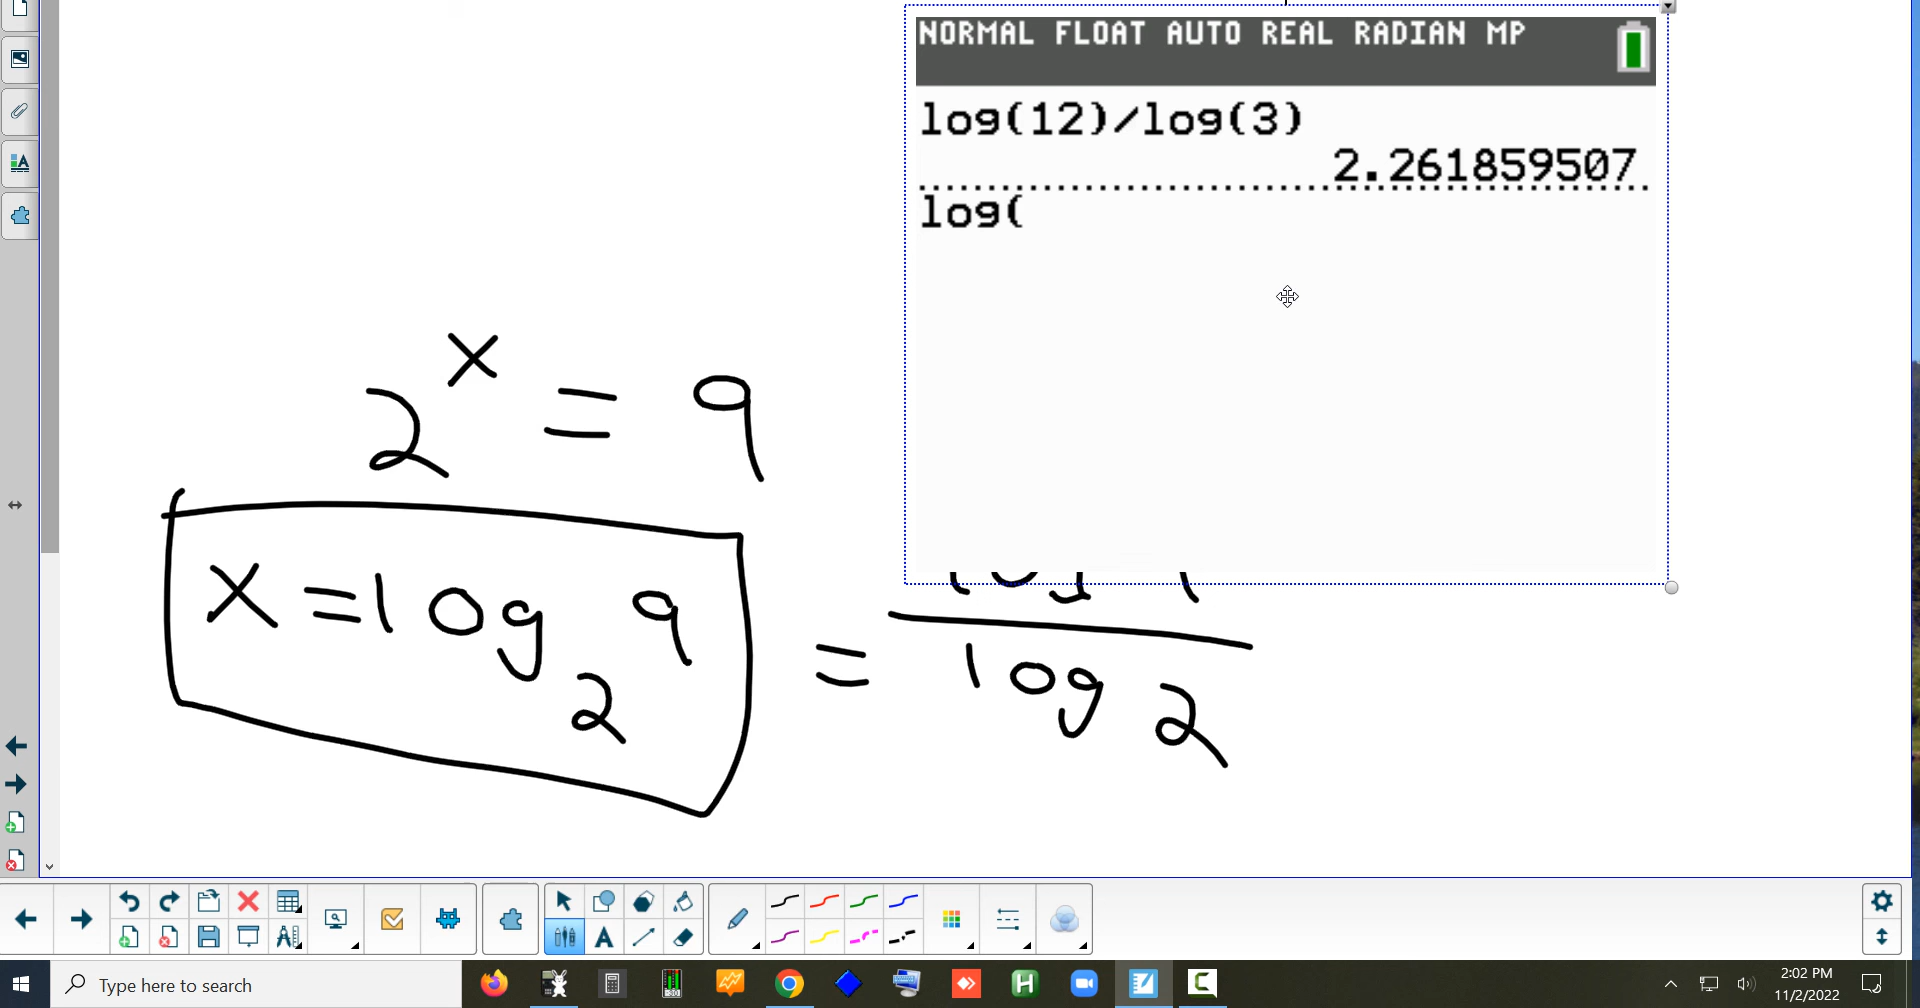 NORMAL FLOAT AUTO REAL RADIAN MP
log(12)/log(3)
2.261859507
log(
2^x = 9
x = log_2 9
=
log 2
Type here to search
2:02 PM
11/2/2022